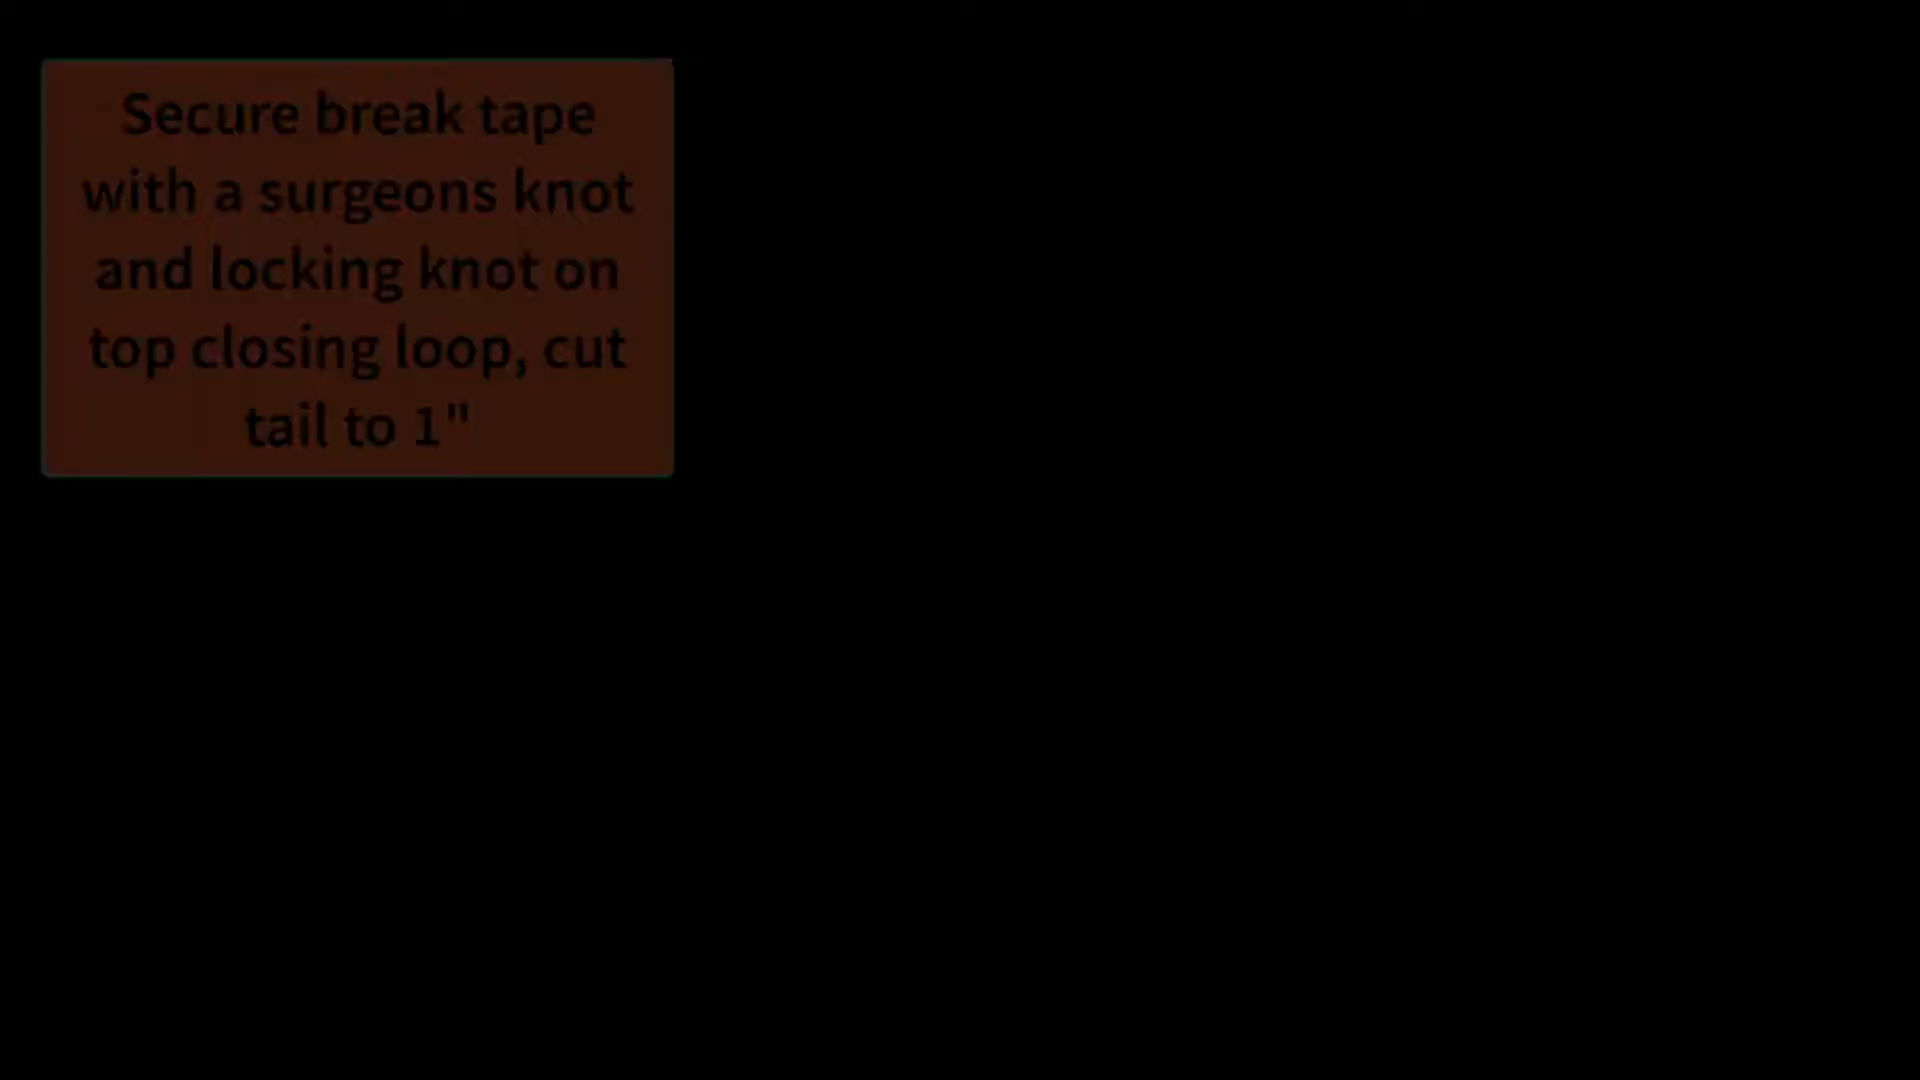 Secure break tape
with a surgeons knot
and locking knot on
top closing loop, cut
tail to 1"